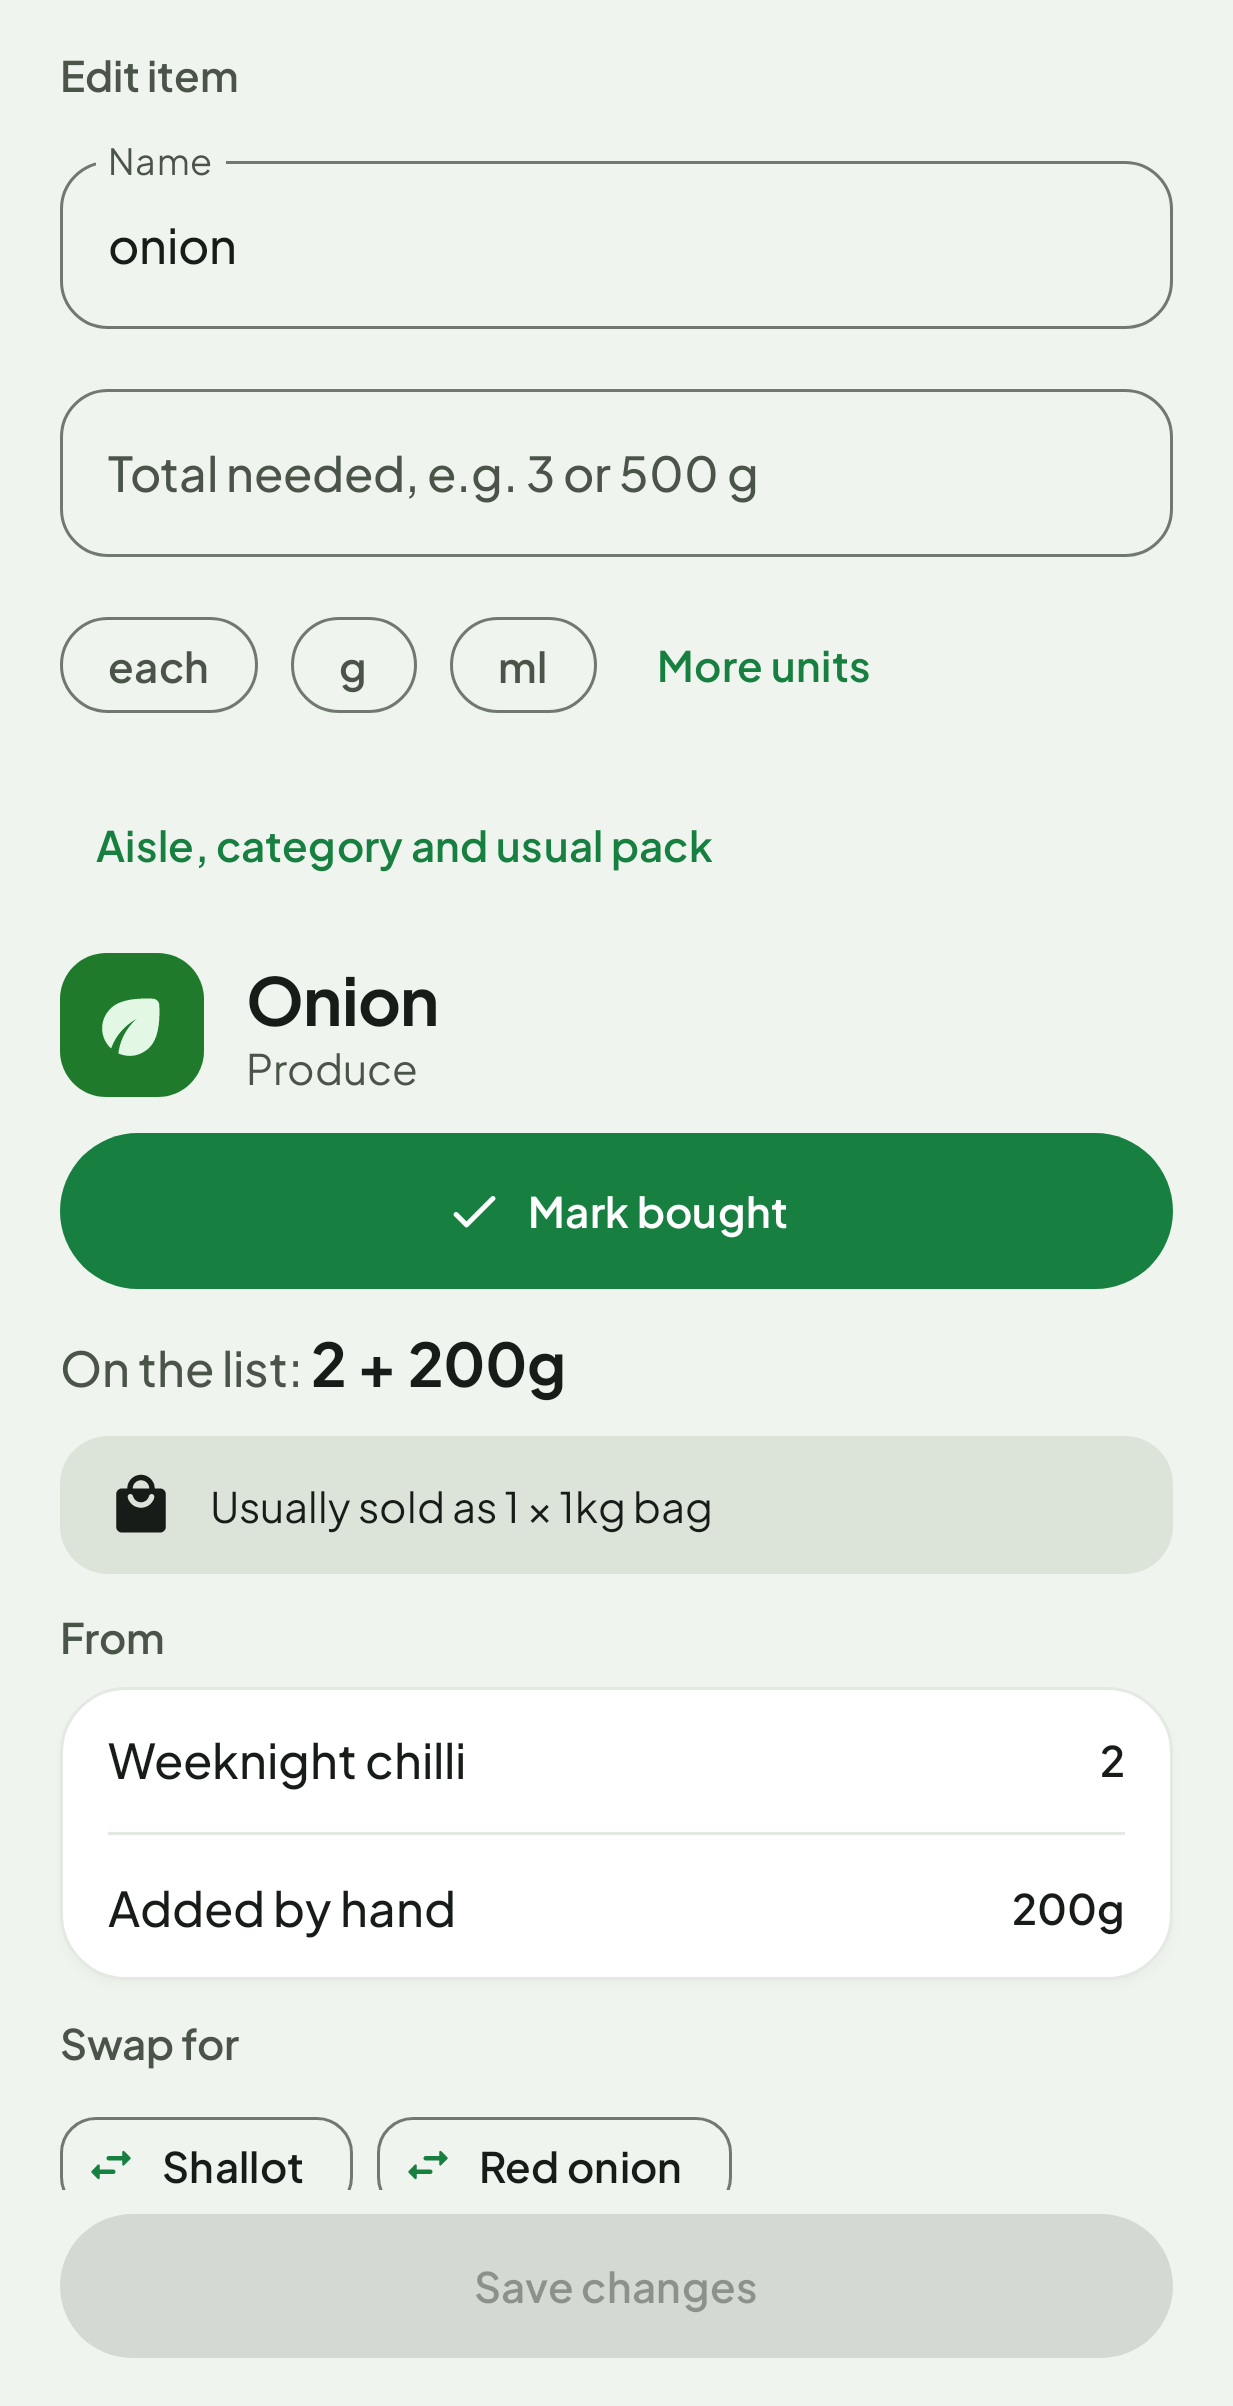 Edit item
Name
onion
Total needed, e.g. 3 or 500 g
each g ml More units
Aisle, category and usual pack
Onion
Produce
Mark bought
On the list: 2 + 200g
Usually sold as 1 × 1kg bag
From
Weeknight chilli 2
Added by hand 200g
Swap for
Shallot Red onion
Save changes